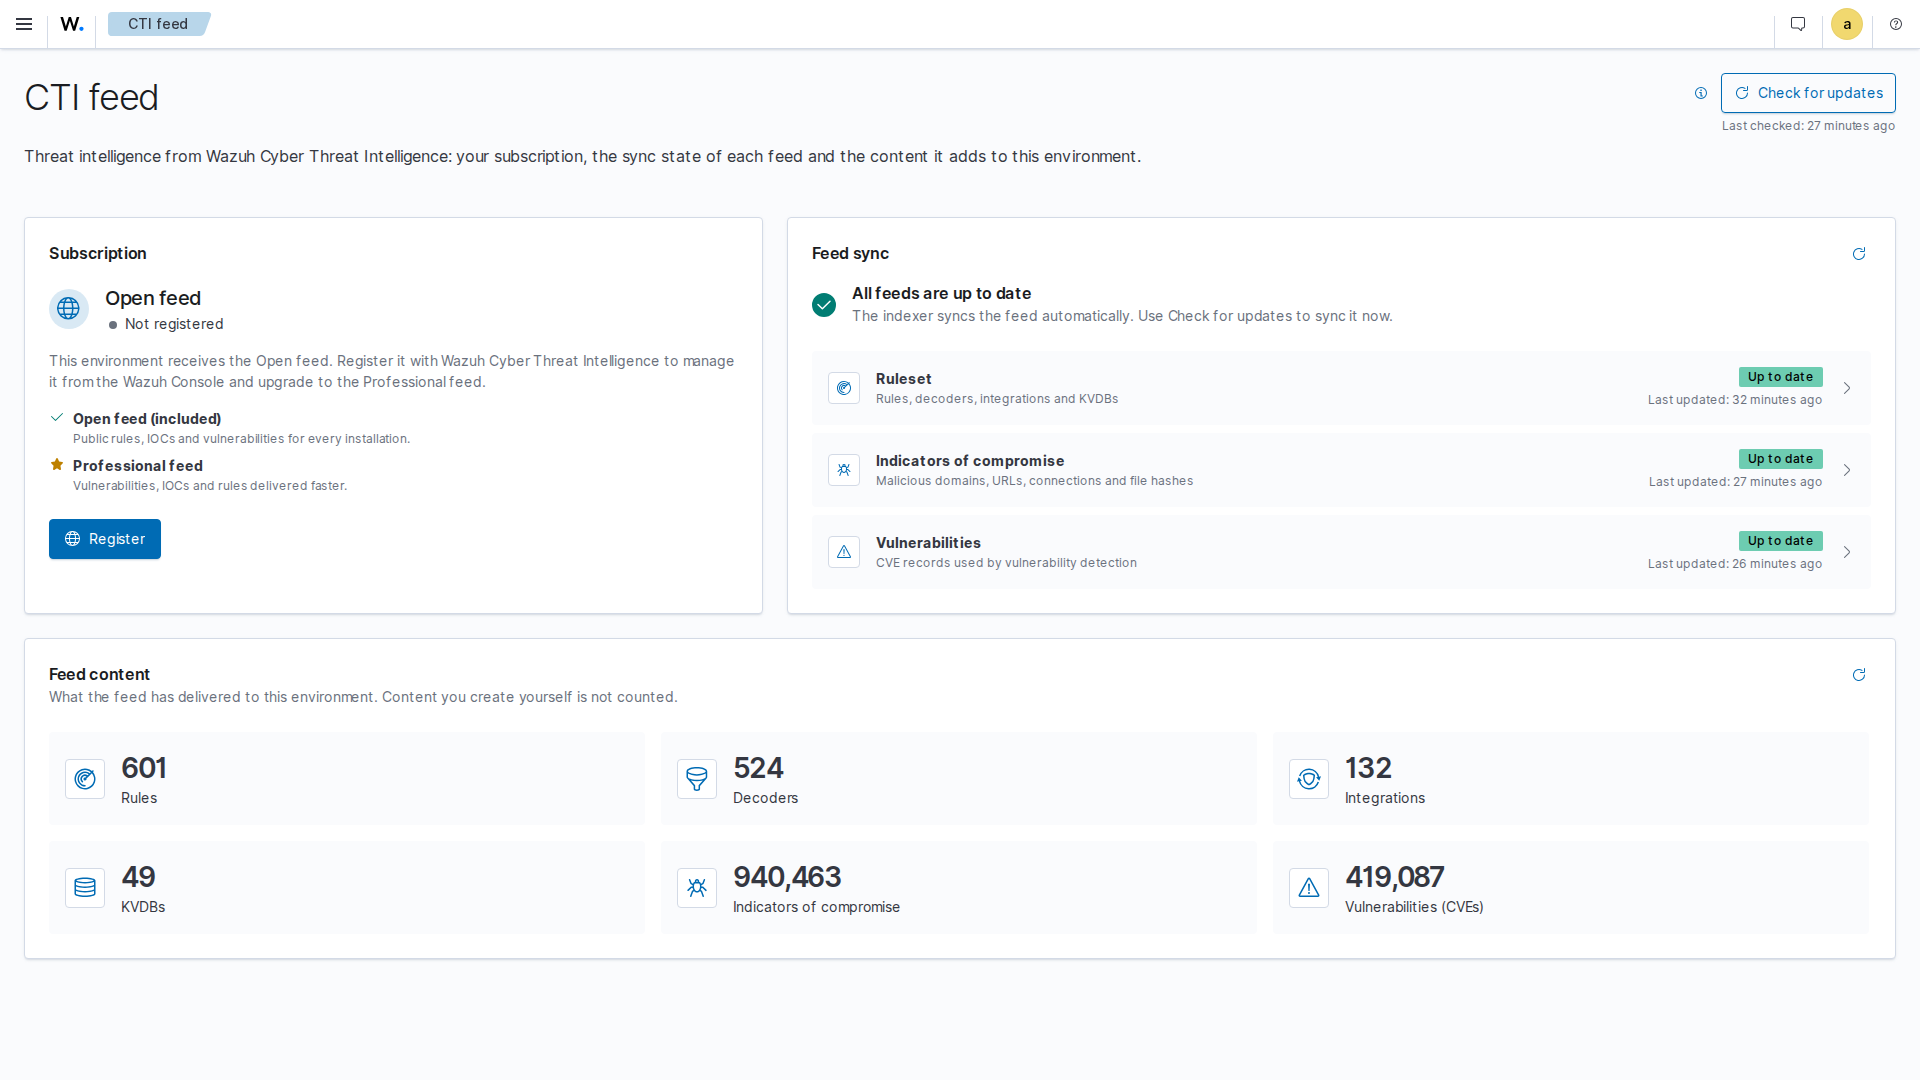 W.
CTI feed
a
CTI feed
Check for updates
Last checked: 27 minutes ago
Threat intelligence from Wazuh Cyber Threat Intelligence: your subscription, the sync state of each feed and the content it adds to this environment.
Subscription
Open feed
Not registered
This environment receives the Open feed. Register it with Wazuh Cyber Threat Intelligence to manage
it from the Wazuh Console and upgrade to the Professional feed.
Open feed (included)
Public rules, IOCs and vulnerabilities for every installation.
Professional feed
Vulnerabilities, IOCs and rules delivered faster.
Register
Feed sync
All feeds are up to date
The indexer syncs the feed automatically. Use Check for updates to sync it now.
Ruleset
Rules, decoders, integrations and KVDBs
Up to date
Last updated: 32 minutes ago
Indicators of compromise
Malicious domains, URLs, connections and file hashes
Up to date
Last updated: 27 minutes ago
Vulnerabilities
CVE records used by vulnerability detection
Up to date
Last updated: 26 minutes ago
Feed content
What the feed has delivered to this environment. Content you create yourself is not counted.
601
Rules
524
Decoders
132
Integrations
49
KVDBs
940,463
Indicators of compromise
419,087
Vulnerabilities (CVEs)